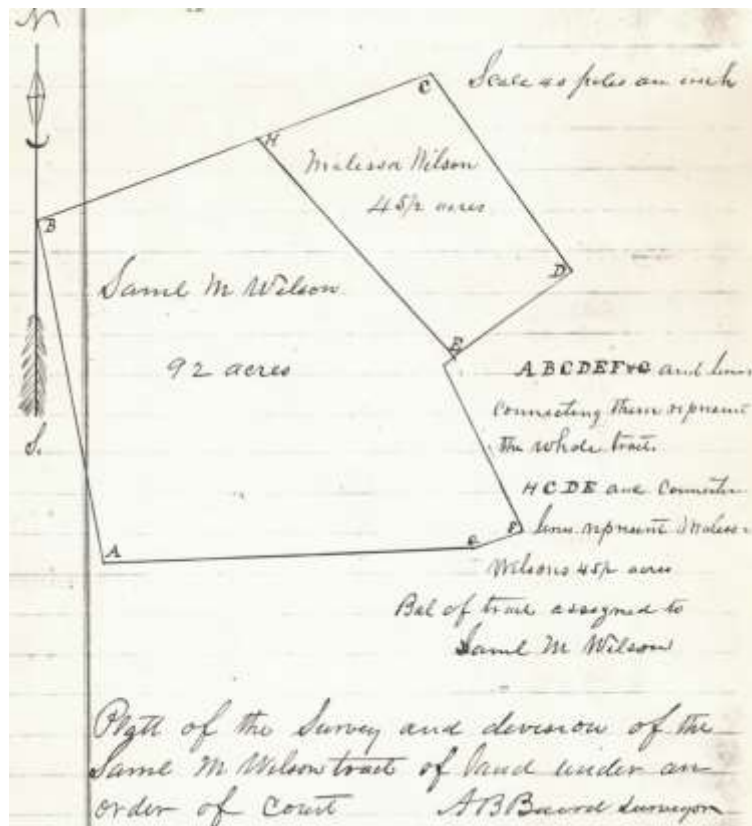 N
C
Scale 40 poles an inch
H
Malissa Wilson
45½ acres
B
D
Saml M Wilson
E
92 acres
A B C D E F & G and lines
connecting them represent
the whole tract.
S.
H C D E and Connecting
F
lines represent Malissa
G
A
Wilsons 45½ acres
Bal of tract assigned to
Saml M Wilson
Platt of the Survey and division of the
Saml M Wilson tract of land under an
order of Court A B Baird Surveyor